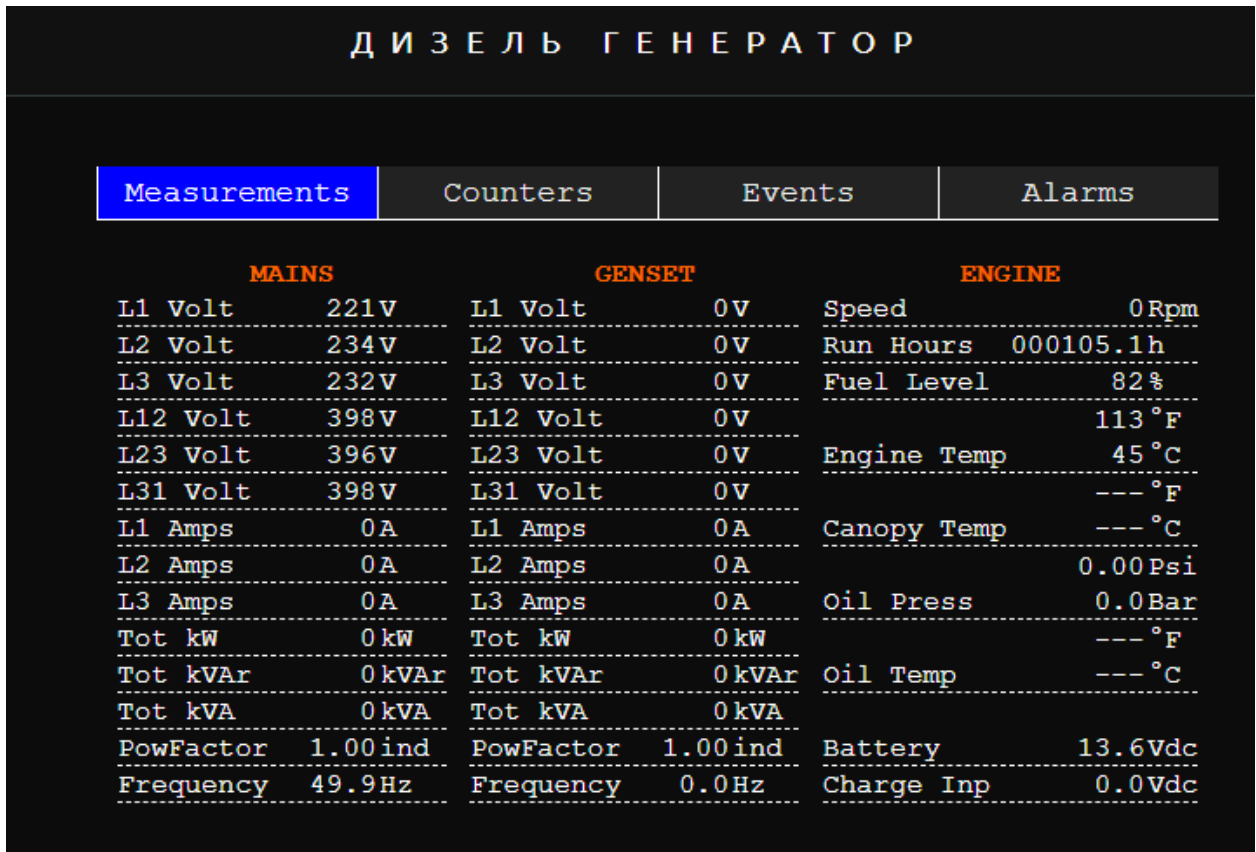 ДИЗЕЛЬ ГЕНЕРАТОР
Measurements Counters Events Alarms
MAINS GENSET ENGINE
L1 Volt 221V L1 Volt 0V Speed 0Rpm
L2 Volt 234V L2 Volt 0V Run Hours 000105.1h
L3 Volt 232V L3 Volt 0V Fuel Level 82%
L12 Volt 398V L12 Volt 0V 113°F
L23 Volt 396V L23 Volt 0V Engine Temp 45°C
L31 Volt 398V L31 Volt 0V ---°F
L1 Amps 0A L1 Amps 0A Canopy Temp ---°C
L2 Amps 0A L2 Amps 0A 0.00Psi
L3 Amps 0A L3 Amps 0A Oil Press 0.0Bar
Tot kW 0kW Tot kW 0kW ---°F
Tot kVAr 0kVAr Tot kVAr 0kVAr Oil Temp ---°C
Tot kVA 0kVA Tot kVA 0kVA
PowFactor 1.00ind PowFactor 1.00ind Battery 13.6Vdc
Frequency 49.9Hz Frequency 0.0Hz Charge Inp 0.0Vdc